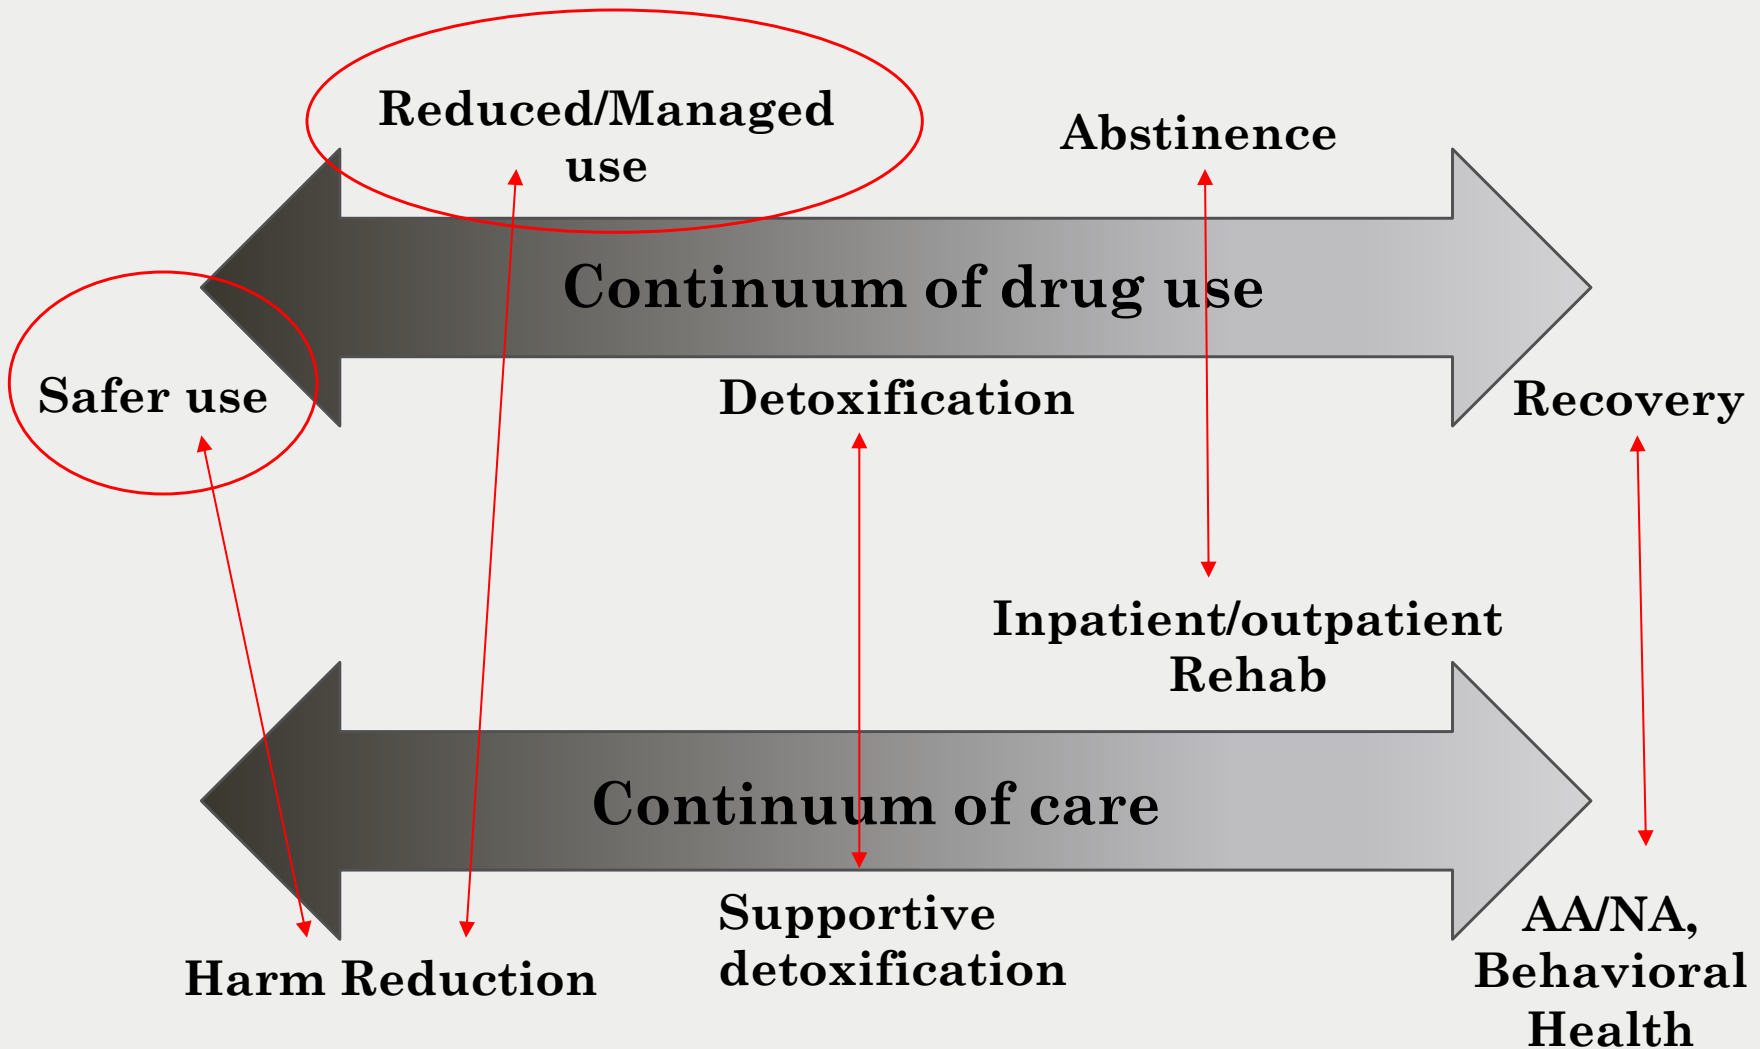 Reduced/Managed
use
Abstinence
Continuum of drug use
Safer use
Detoxification
Recovery
Inpatient/outpatient
Rehab
Continuum of care
Harm Reduction
Supportive
detoxification
AA/NA,
Behavioral
Health